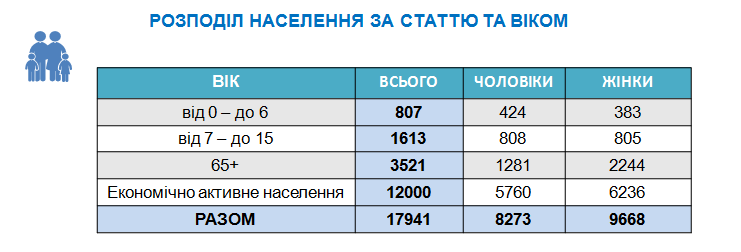 РОЗПОДІЛ НАСЕЛЕННЯ ЗА СТАТТЮ ТА ВІКОМ
ВІК ВСЬОГО ЧОЛОВІКИ ЖІНКИ
від 0 – до 6 807 424 383
від 7 – до 15 1613 808 805
65+ 3521 1281 2244
Економічно активне населення 12000 5760 6236
РАЗОМ 17941 8273 9668